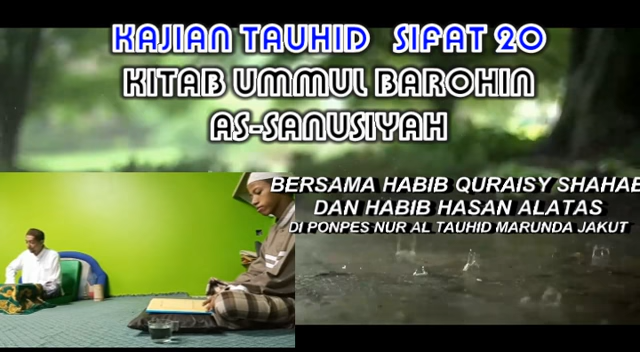 KAJIAN TAUHID SIFAT 20
KITAB UMMUL BAROHIN
AS-SANUSIYAH
BERSAMA HABIB QURAISY SHAHAB
DAN HABIB HASAN ALATAS
DI PONPES NUR AL TAUHID MARUNDA JAKUT